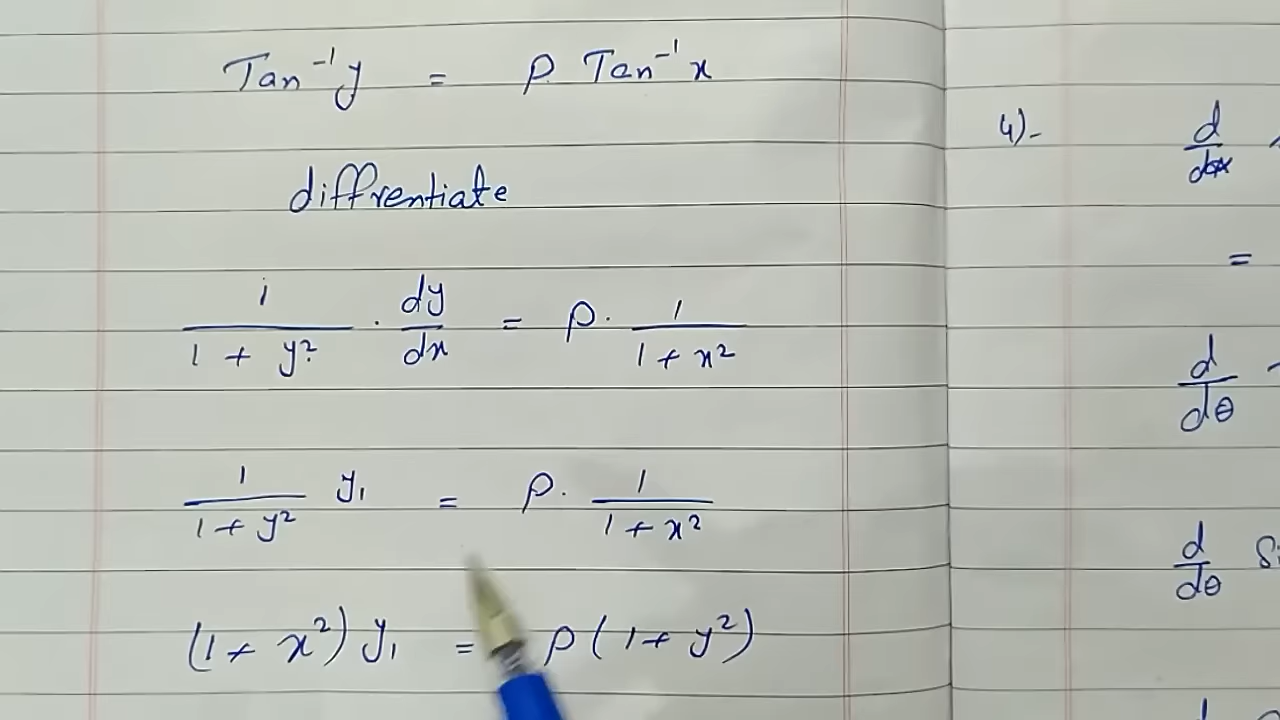 Tan⁻¹y = p Tan⁻¹x
diffrentiate
1/(1 + y²) · dy/dx = p · 1/(1 + x²)
1/(1 + y²) y₁ = p · 1/(1 + x²)
(1 + x²) y₁ = p(1 + y²)
4)- d/dx
=
d/dθ
d/dθ